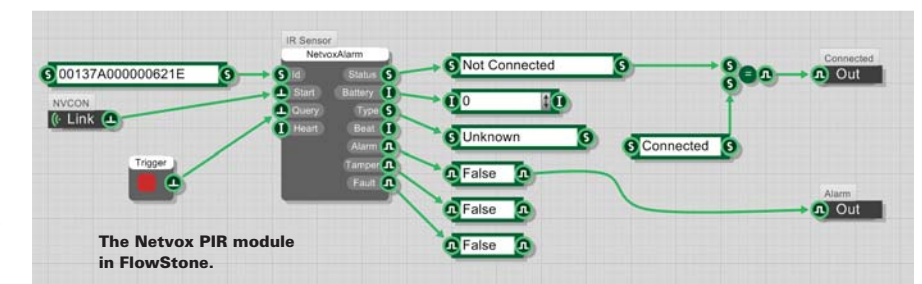 IR Sensor
NetvoxAlarm
00137A000000621E
S Id Status S
Start Battery I
Query Type S
I Heart Beat I
Alarm
Tamper
Fault
NVCON
Link
Trigger
S Not Connected S
I 0 I
S Unknown S
False
False
False
S Connected S
S
S
=
Connected
Out
Alarm
Out
The Netvox PIR module
in FlowStone.